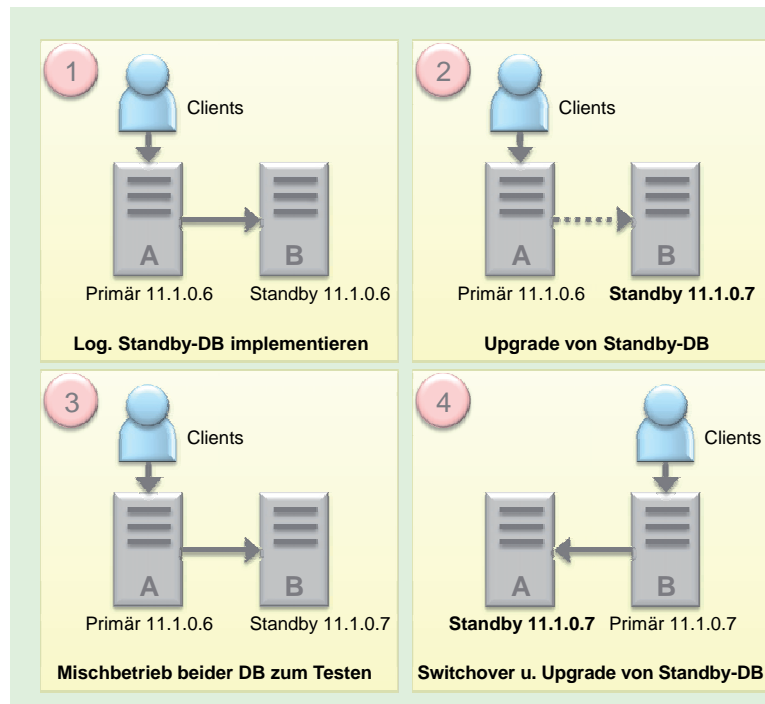 1
Clients
A
B
Primär 11.1.0.6
Standby 11.1.0.6
Log. Standby-DB implementieren
2
Clients
A
B
Primär 11.1.0.6
Standby 11.1.0.7
Upgrade von Standby-DB
3
Clients
A
B
Primär 11.1.0.6
Standby 11.1.0.7
Mischbetrieb beider DB zum Testen
4
Clients
A
B
Standby 11.1.0.7
Primär 11.1.0.7
Switchover u. Upgrade von Standby-DB